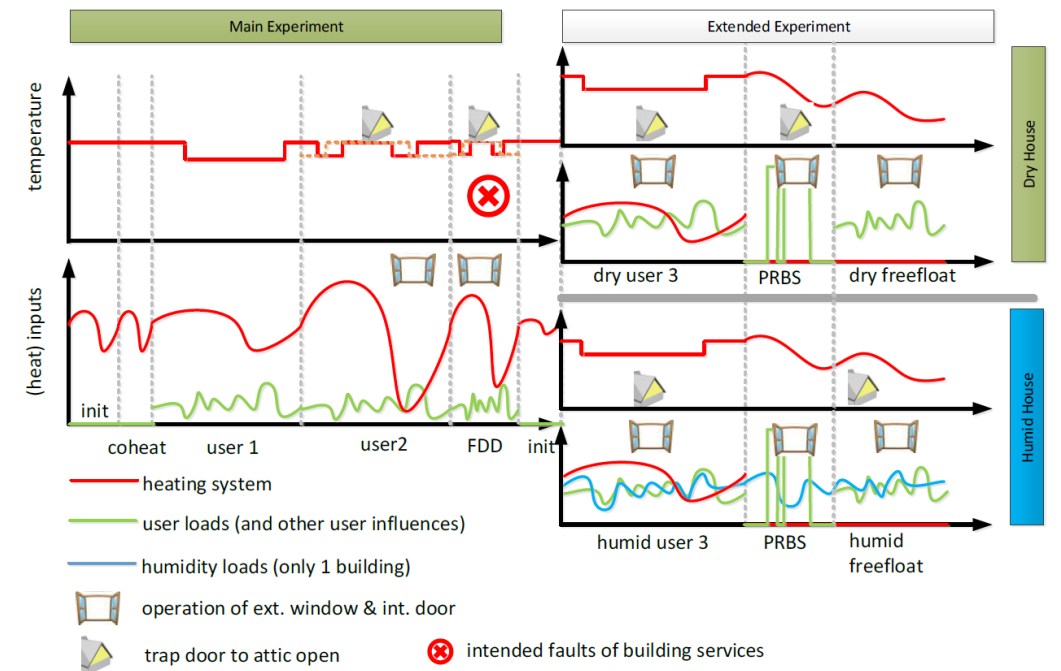 Main Experiment
Extended Experiment
temperature
Dry House
dry user 3
PRBS
dry freefloat
(heat) inputs
init
coheat
user 1
user2
FDD
init
Humid House
humid user 3
PRBS
humid
freefloat
heating system
user loads (and other user influences)
humidity loads (only 1 building)
operation of ext. window & int. door
trap door to attic open
intended faults of building services